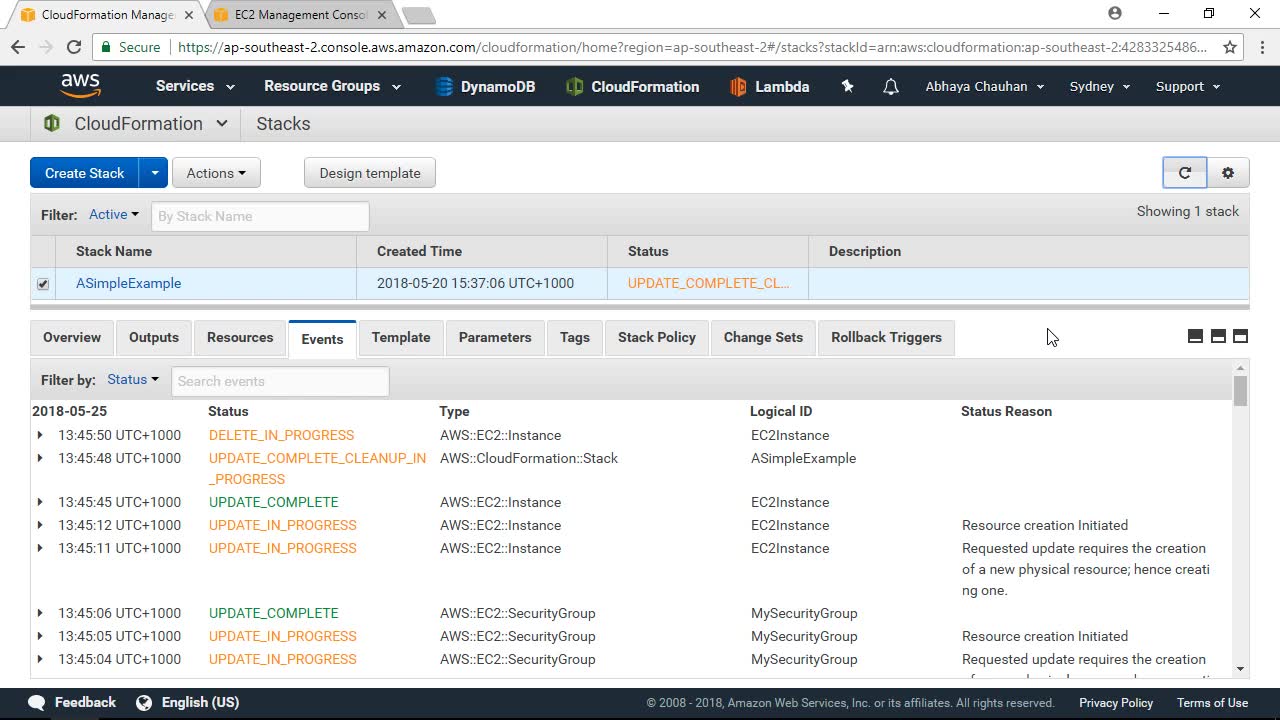 CloudFormation Manage
EC2 Management Consol
Secure
https://ap-southeast-2.console.aws.amazon.com/cloudformation/home?region=ap-southeast-2#/stacks?stackId=arn:aws:cloudformation:ap-southeast-2:4283325486...
aws Services Resource Groups DynamoDB CloudFormation Lambda Abhaya Chauhan Sydney Support
CloudFormation Stacks
Create Stack Actions Design template
Filter: Active By Stack Name Showing 1 stack
Stack Name Created Time Status Description
ASimpleExample 2018-05-20 15:37:06 UTC+1000 UPDATE_COMPLETE_CL...
Overview Outputs Resources Events Template Parameters Tags Stack Policy Change Sets Rollback Triggers
Filter by: Status Search events
2018-05-25 Status Type Logical ID Status Reason
13:45:50 UTC+1000 DELETE_IN_PROGRESS AWS::EC2::Instance EC2Instance
13:45:48 UTC+1000 UPDATE_COMPLETE_CLEANUP_IN AWS::CloudFormation::Stack ASimpleExample
_PROGRESS
13:45:45 UTC+1000 UPDATE_COMPLETE AWS::EC2::Instance EC2Instance
13:45:12 UTC+1000 UPDATE_IN_PROGRESS AWS::EC2::Instance EC2Instance Resource creation Initiated
13:45:11 UTC+1000 UPDATE_IN_PROGRESS AWS::EC2::Instance EC2Instance Requested update requires the creation
of a new physical resource; hence creati
ng one.
13:45:06 UTC+1000 UPDATE_COMPLETE AWS::EC2::SecurityGroup MySecurityGroup
13:45:05 UTC+1000 UPDATE_IN_PROGRESS AWS::EC2::SecurityGroup MySecurityGroup Resource creation Initiated
13:45:04 UTC+1000 UPDATE_IN_PROGRESS AWS::EC2::SecurityGroup MySecurityGroup Requested update requires the creation
Feedback English (US) © 2008 - 2018, Amazon Web Services, Inc. or its affiliates. All rights reserved. Privacy Policy Terms of Use